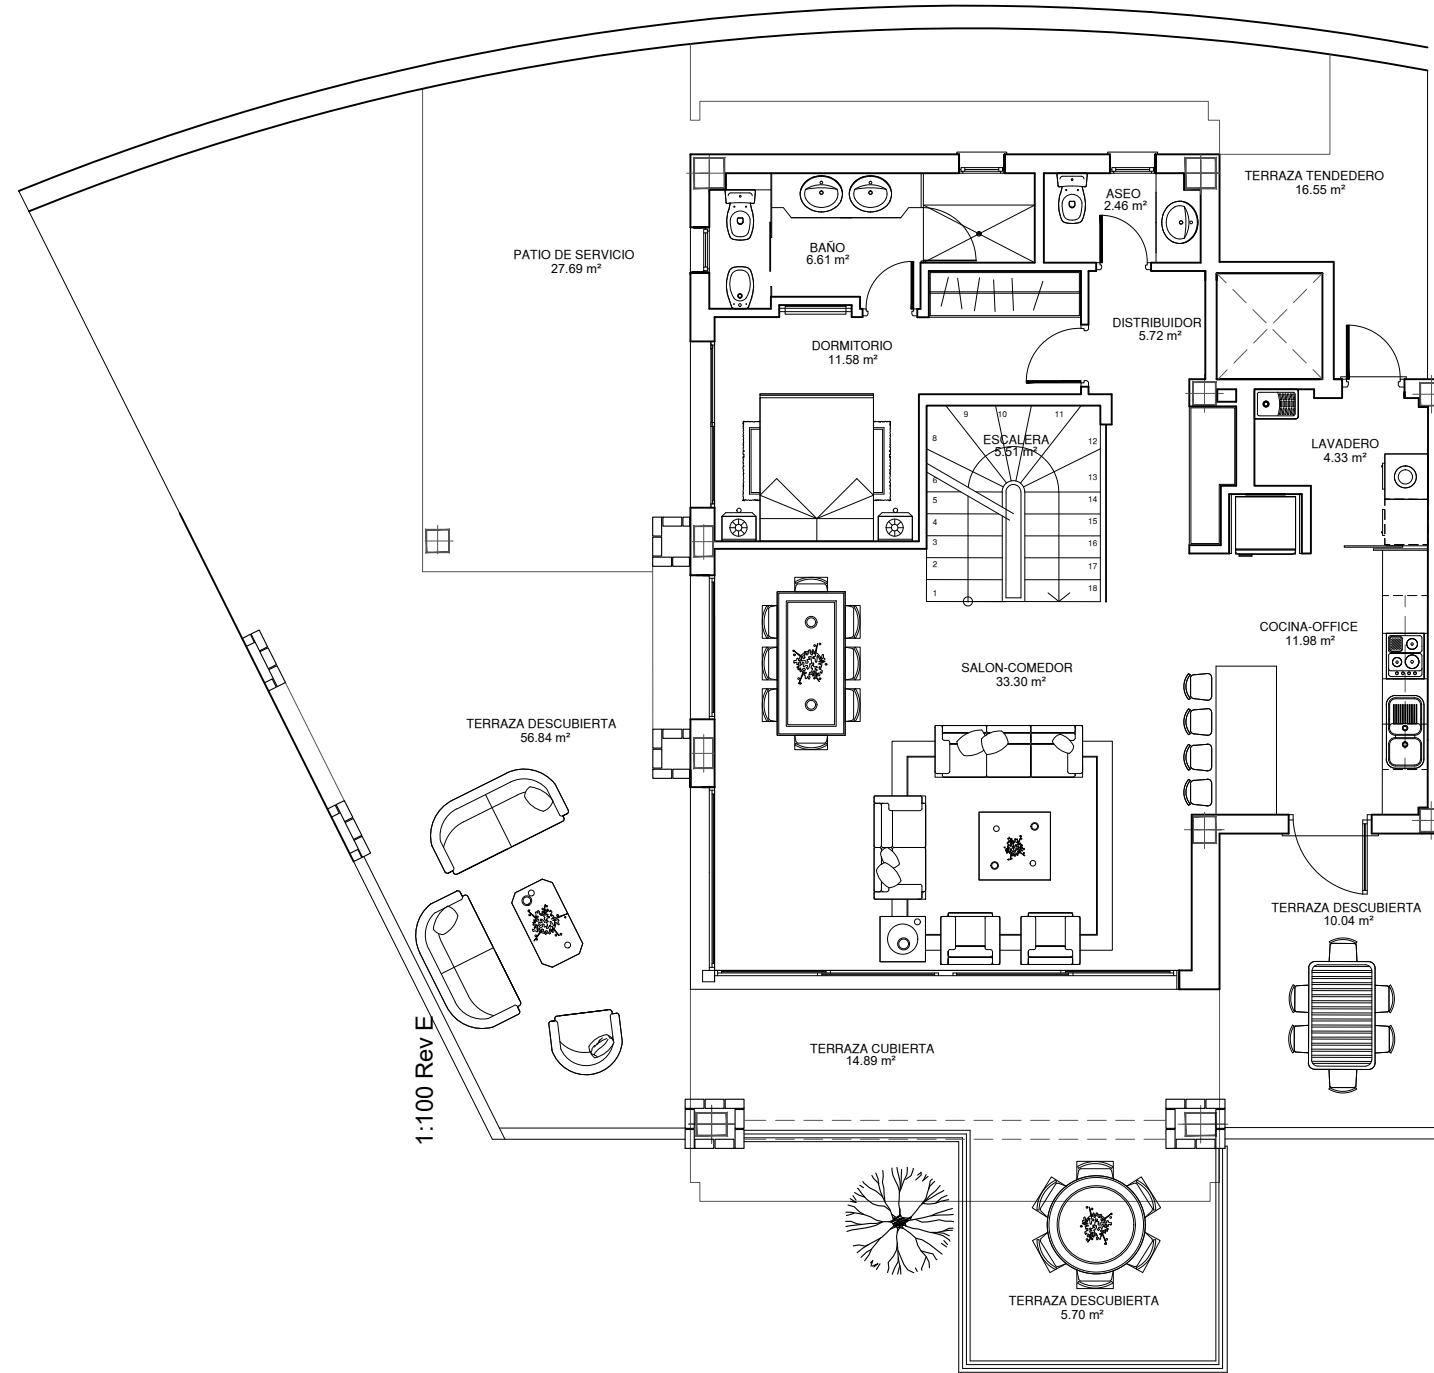 TERRAZA TENDEDERO
16.55 m²
ASEO
2.46 m²
BAÑO
6.61 m²
PATIO DE SERVICIO
27.69 m²
DISTRIBUIDOR
5.72 m²
DORMITORIO
11.58 m²
9
10
11
8
ESCALERA
5.51 m²
12
LAVADERO
4.33 m²
6
13
5
14
4
15
3
16
2
17
1
18
COCINA-OFFICE
11.98 m²
SALON-COMEDOR
33.30 m²
TERRAZA DESCUBIERTA
56.84 m²
TERRAZA DESCUBIERTA
10.04 m²
1:100 Rev E
TERRAZA CUBIERTA
14.89 m²
TERRAZA DESCUBIERTA
5.70 m²